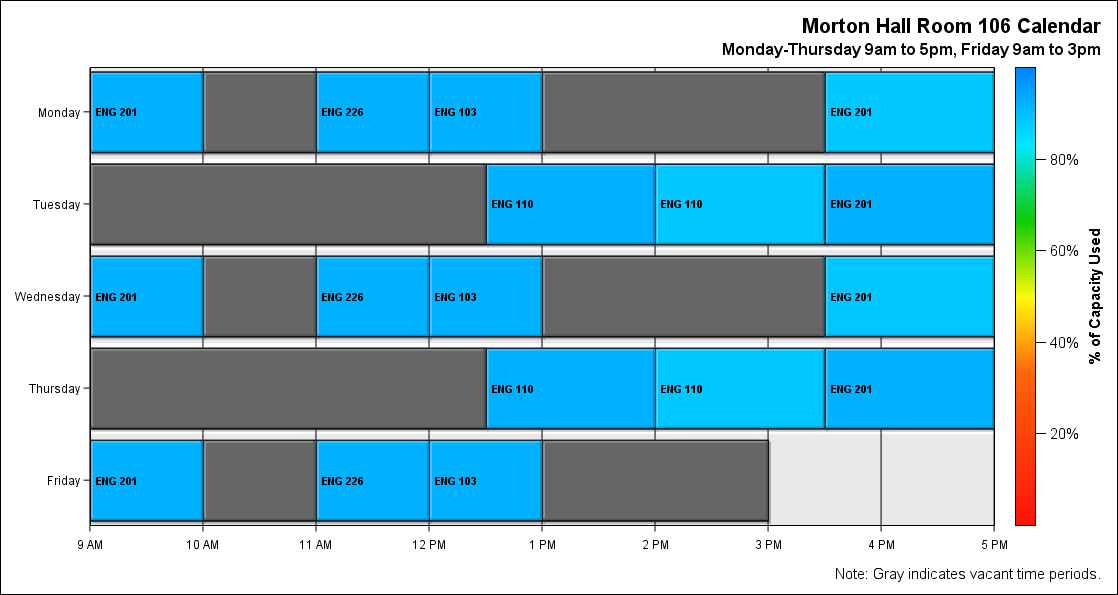 Morton Hall Room 106 Calendar
Monday-Thursday 9am to 5pm, Friday 9am to 3pm
Monday
ENG 201
ENG 226
ENG 103
ENG 201
Tuesday
ENG 110
ENG 110
ENG 201
Wednesday
ENG 201
ENG 226
ENG 103
ENG 201
Thursday
ENG 110
ENG 110
ENG 201
Friday
ENG 201
ENG 226
ENG 103
9 AM
10 AM
11 AM
12 PM
1 PM
2 PM
3 PM
4 PM
5 PM
80%
60%
40%
20%
% of Capacity Used
Note: Gray indicates vacant time periods.